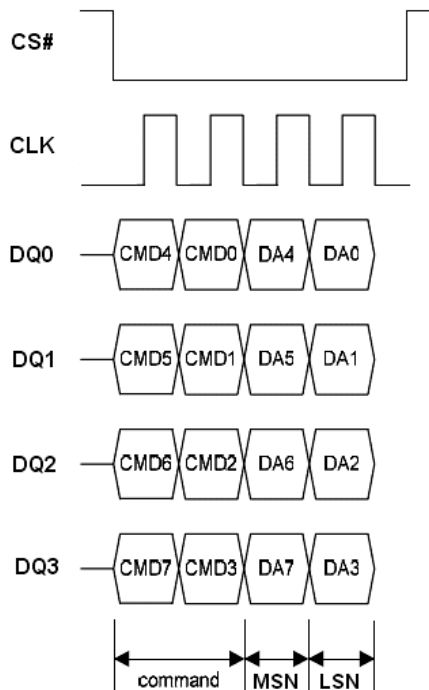 CS#
CLK
DQ0 CMD4 CMD0 DA4 DA0
DQ1 CMD5 CMD1 DA5 DA1
DQ2 CMD6 CMD2 DA6 DA2
DQ3 CMD7 CMD3 DA7 DA3
command MSN LSN